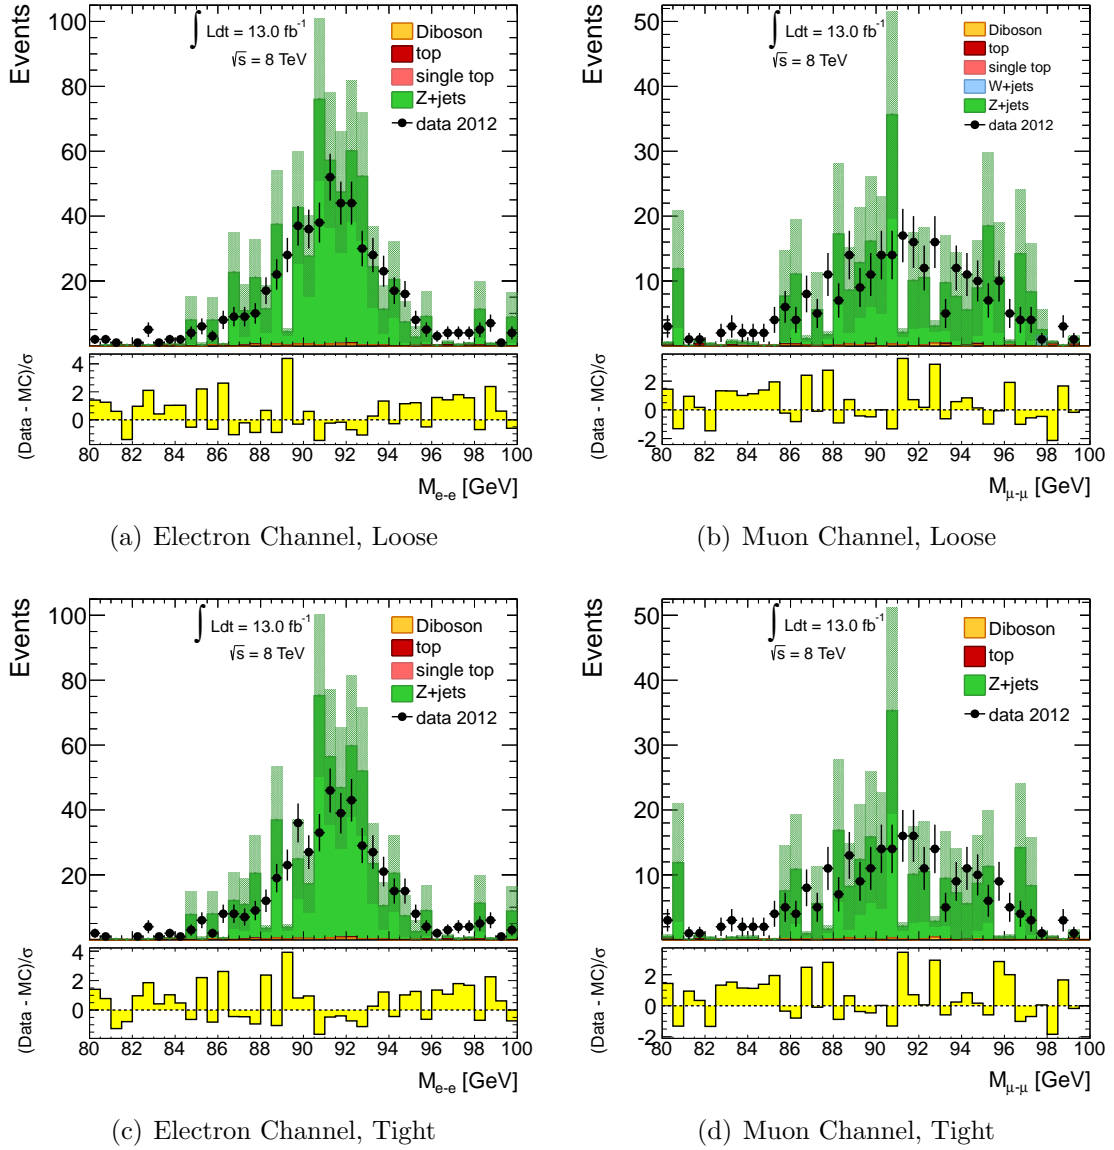 Events
100
80
60
40
20
∫ Ldt = 13.0 fb⁻¹
√s = 8 TeV
Diboson
top
single top
Z+jets
data 2012
(Data - MC)/σ
4
2
0
80 82 84 86 88 90 92 94 96 98 100
M_{e-e} [GeV]
(a) Electron Channel, Loose
Events
50
40
30
20
10
∫ Ldt = 13.0 fb⁻¹
√s = 8 TeV
Diboson
top
single top
W+jets
Z+jets
data 2012
(Data - MC)/σ
2
0
-2
80 82 84 86 88 90 92 94 96 98 100
M_{μ-μ} [GeV]
(b) Muon Channel, Loose
Events
100
80
60
40
20
∫ Ldt = 13.0 fb⁻¹
√s = 8 TeV
Diboson
top
single top
Z+jets
data 2012
(Data - MC)/σ
4
2
0
80 82 84 86 88 90 92 94 96 98 100
M_{e-e} [GeV]
(c) Electron Channel, Tight
Events
50
40
30
20
10
∫ Ldt = 13.0 fb⁻¹
√s = 8 TeV
Diboson
top
Z+jets
data 2012
(Data - MC)/σ
2
0
-2
80 82 84 86 88 90 92 94 96 98 100
M_{μ-μ} [GeV]
(d) Muon Channel, Tight